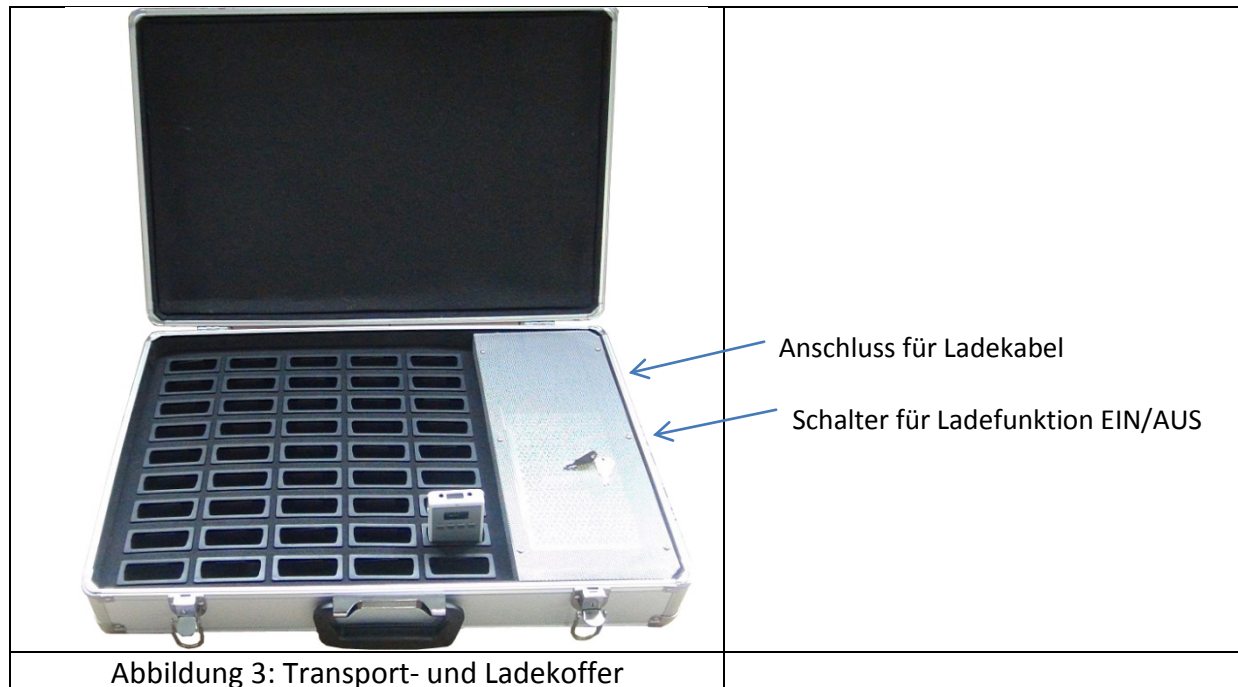 Anschluss für Ladekabel
Schalter für Ladefunktion EIN/AUS
Abbildung 3: Transport- und Ladekoffer